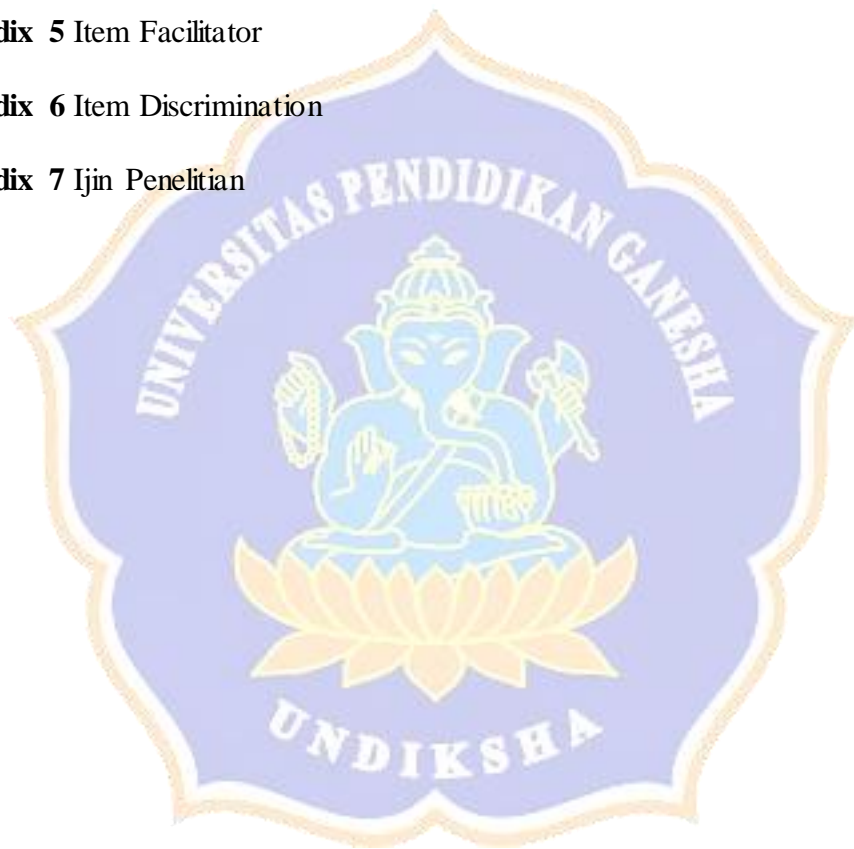 dix 5 Item Facilitator
dix 6 Item Discrimination
dix 7 Ijin Penelitian
UNIVERSITAS PENDIDIKAN GANESHA
UNDIKSHA